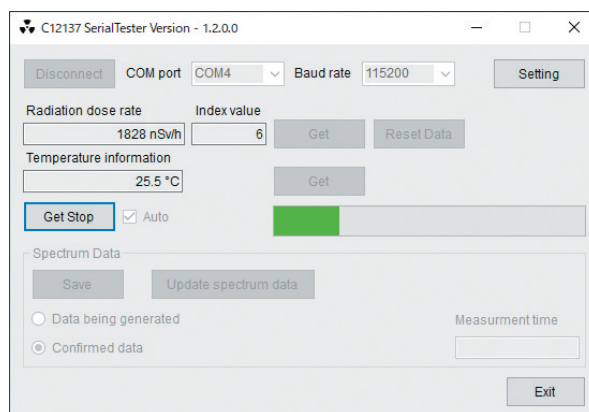 C12137 SerialTester Version - 1.2.0.0
Disconnect COM port COM4 Baud rate 115200 Setting
Radiation dose rate Index value
1828 nSv/h 6 Get Reset Data
Temperature information
25.5 °C Get
Get Stop Auto
Spectrum Data
Save Update spectrum data
Data being generated Measurment time
Confirmed data
Exit